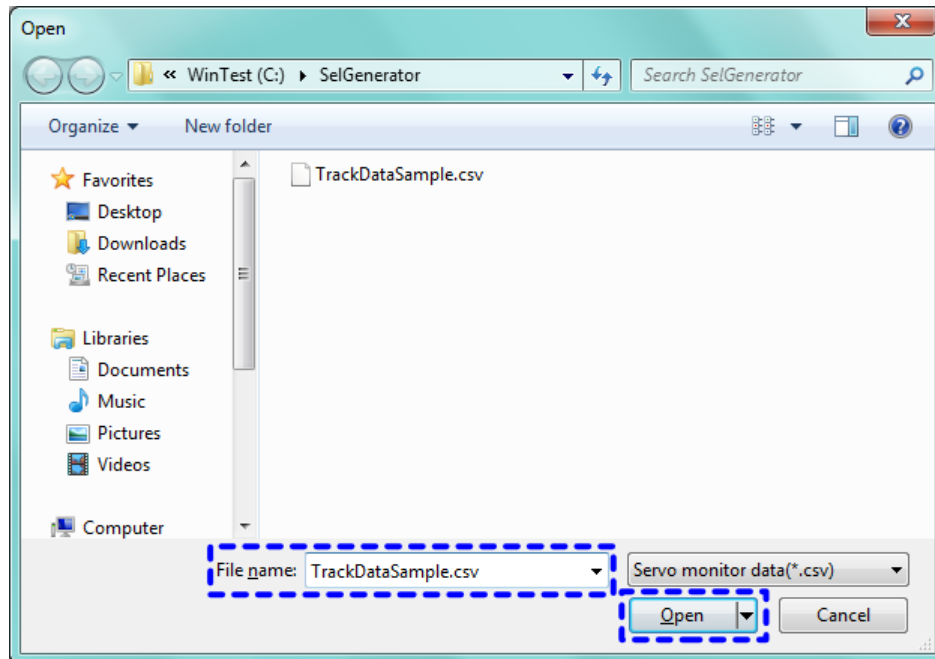 Open
« WinTest (C:) ▸ SelGenerator
Search SelGenerator
Organize
New folder
Favorites
Desktop
Downloads
Recent Places
Libraries
Documents
Music
Pictures
Videos
Computer
TrackDataSample.csv
File name: TrackDataSample.csv
Servo monitor data(*.csv)
Open
Cancel